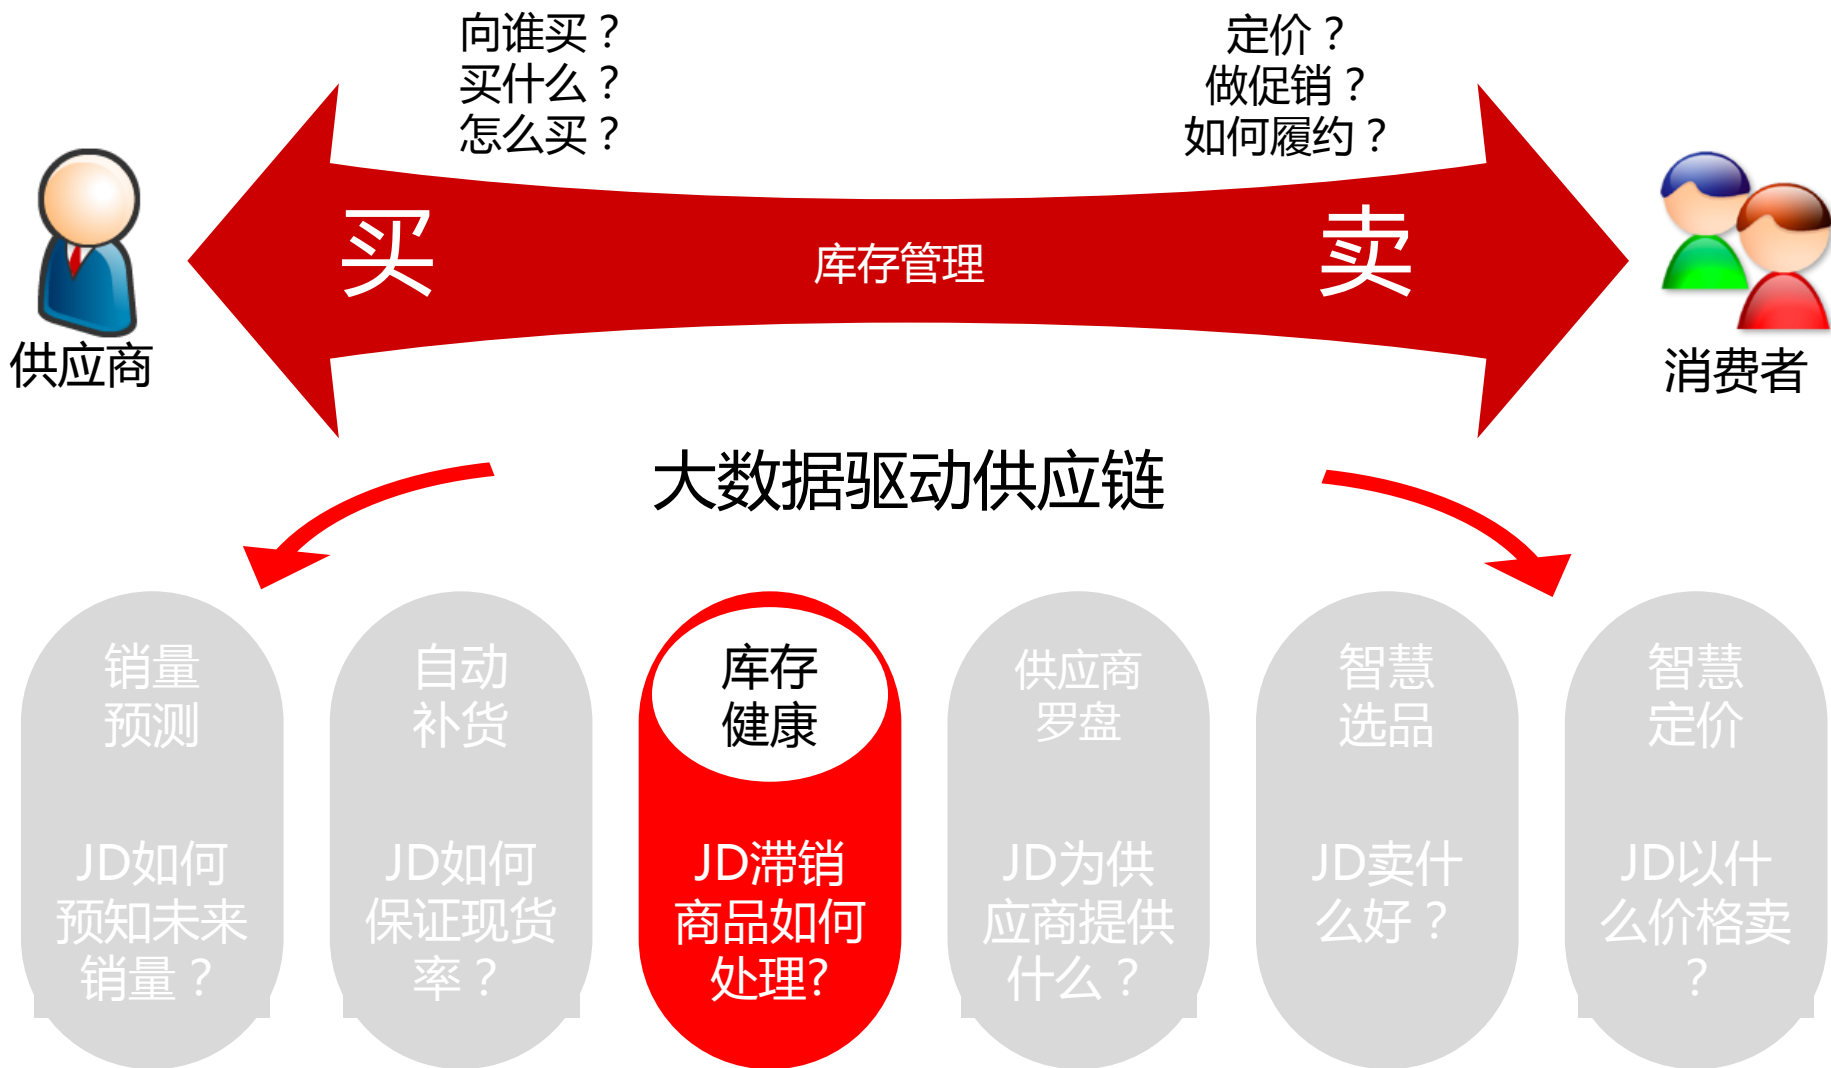 向谁买？
买什么？
怎么买？
定价？
做促销？
如何履约？
买
库存管理
卖
供应商
消费者
大数据驱动供应链
销量
预测
JD如何
预知未来
销量？
自动
补货
JD如何
保证现货
率？
库存
健康
JD滞销
商品如何
处理?
供应商
罗盘
JD为供
应商提供
什么？
智慧
选品
JD卖什
么好？
智慧
定价
JD以什
么价格卖
？